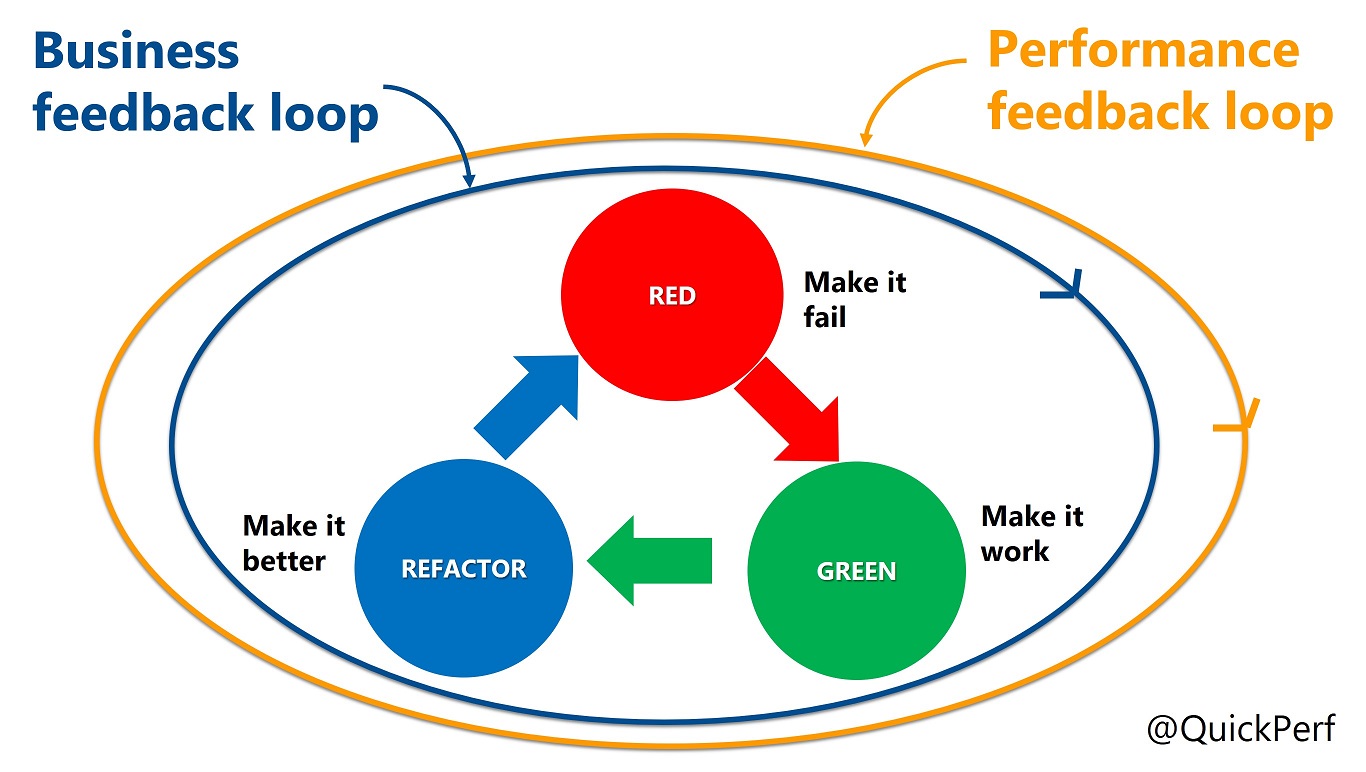 Business
feedback loop
Performance
feedback loop
RED
Make it
fail
Make it
better
REFACTOR
GREEN
Make it
work
@QuickPerf